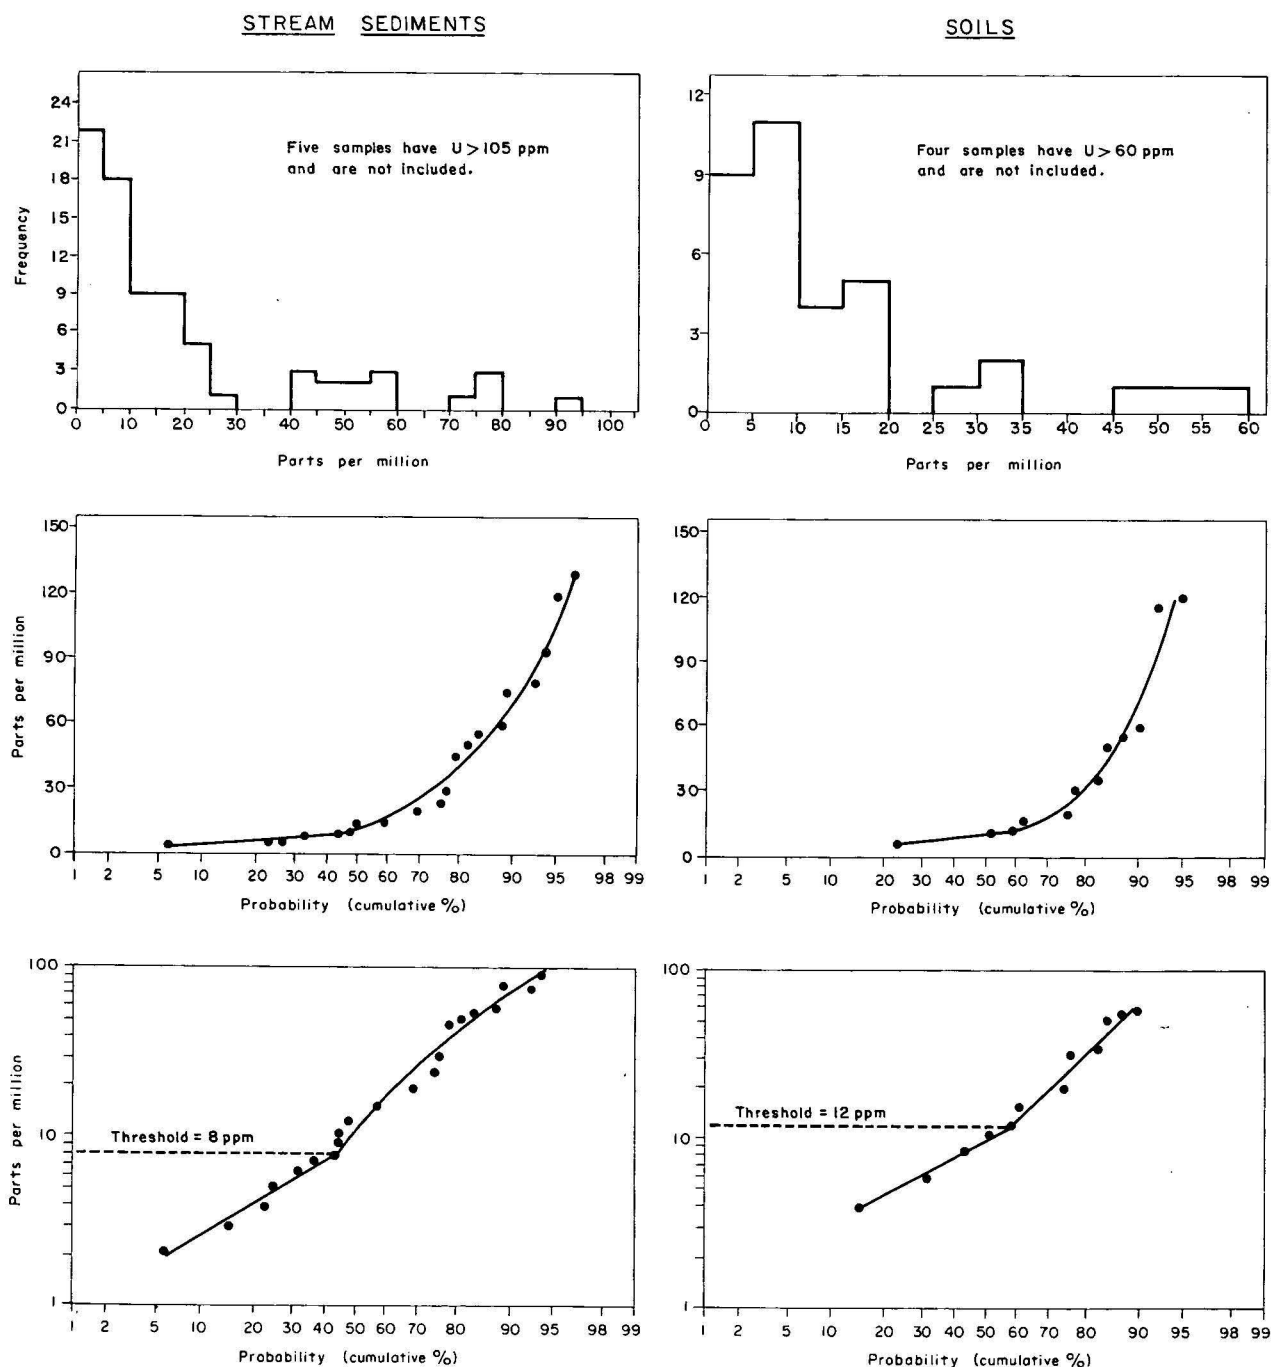 STREAM SEDIMENTS
SOILS
24
21
18
15
12
9
6
3
0
Frequency
Five samples have U > 105 ppm
and are not included.
0 10 20 30 40 50 60 70 80 90 100
Parts per million
12
9
6
3
0
Four samples have U > 60 ppm
and are not included.
0 5 10 15 20 25 30 35 40 45 50 55 60
Parts per million
150
120
90
60
30
0
Parts per million
1 2 5 10 20 30 40 50 60 70 80 90 95 98 99
Probability (cumulative %)
150
120
90
60
30
0
1 2 5 10 20 30 40 50 60 70 80 90 95 98 99
Probability (cumulative %)
100
10
1
Parts per million
Threshold = 8 ppm
1 2 5 10 20 30 40 50 60 70 80 90 95 98 99
Probability (cumulative %)
100
10
1
Threshold = 12 ppm
1 2 5 10 20 30 40 50 60 70 80 90 95 98 99
Probability (cumulative %)